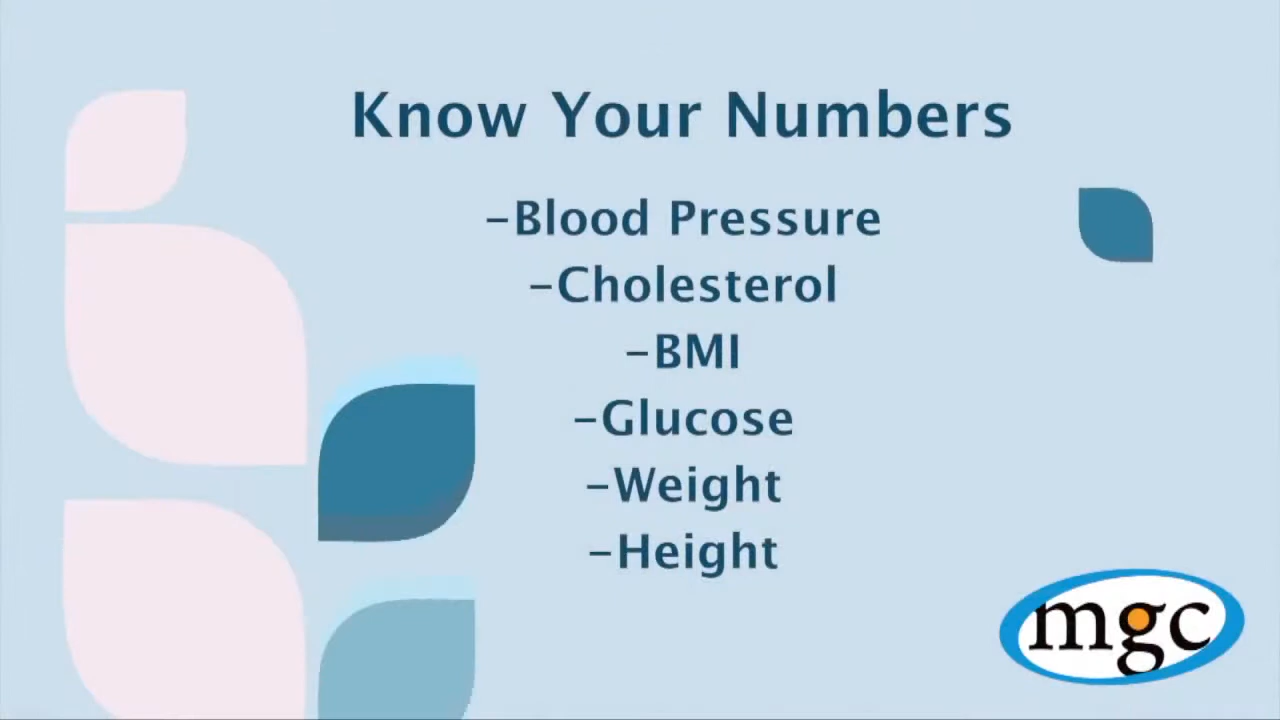 Know Your Numbers
-Blood Pressure
-Cholesterol
-BMI
-Glucose
-Weight
-Height
mgc